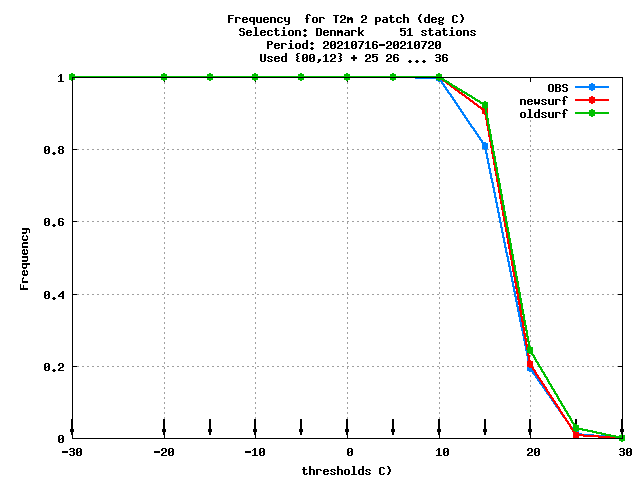 Frequency  for T2m 2 patch (deg C)
Selection: Denmark     51 stations
Period: 20210716-20210720
Used {00,12} + 25 26 ... 36
OBS
newsurf
oldsurf
1
0.8
0.6
0.4
0.2
0
Frequency
-30 -20 -10 0 10 20 30
thresholds C)